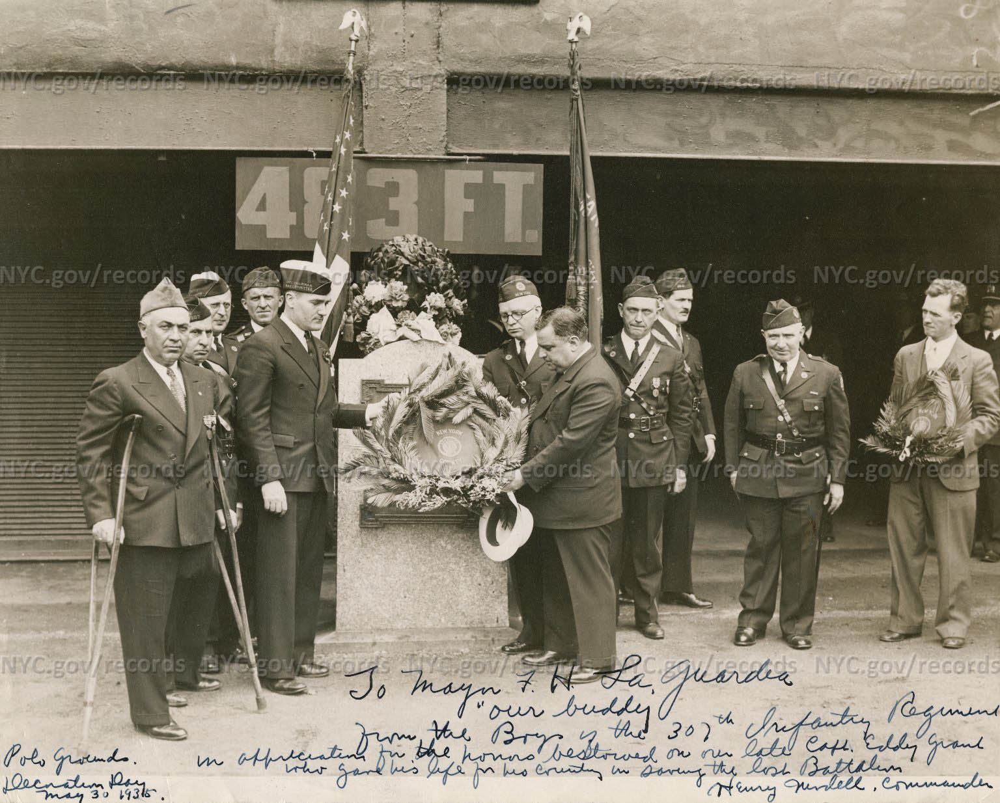 NYC.gov/records NYC.gov/records NYC.gov/records NYC.gov/records NYC.gov/records
483 FT.
NYC.gov/records NYC.gov/records NYC.gov/records NYC.gov/records NYC.gov/records
CHAIRMAN
307
NEW YORK
NYC.gov/records NYC.gov/records NYC.gov/records NYC.gov/records NYC.gov/records
NYC.gov/records NYC.gov/records NYC.gov/records NYC.gov/records NYC.gov/records
To Mayor F. H. La Guardea
"our buddy
From the Boys of the 307th Infantry Regiment
in appreciation for the honors bestowed on our late Capt. Eddy Grant
who gave his life for his country in saving the lost Battalion
Henry Commander
Polo Grounds.
Decoration Day
May 30 1935.